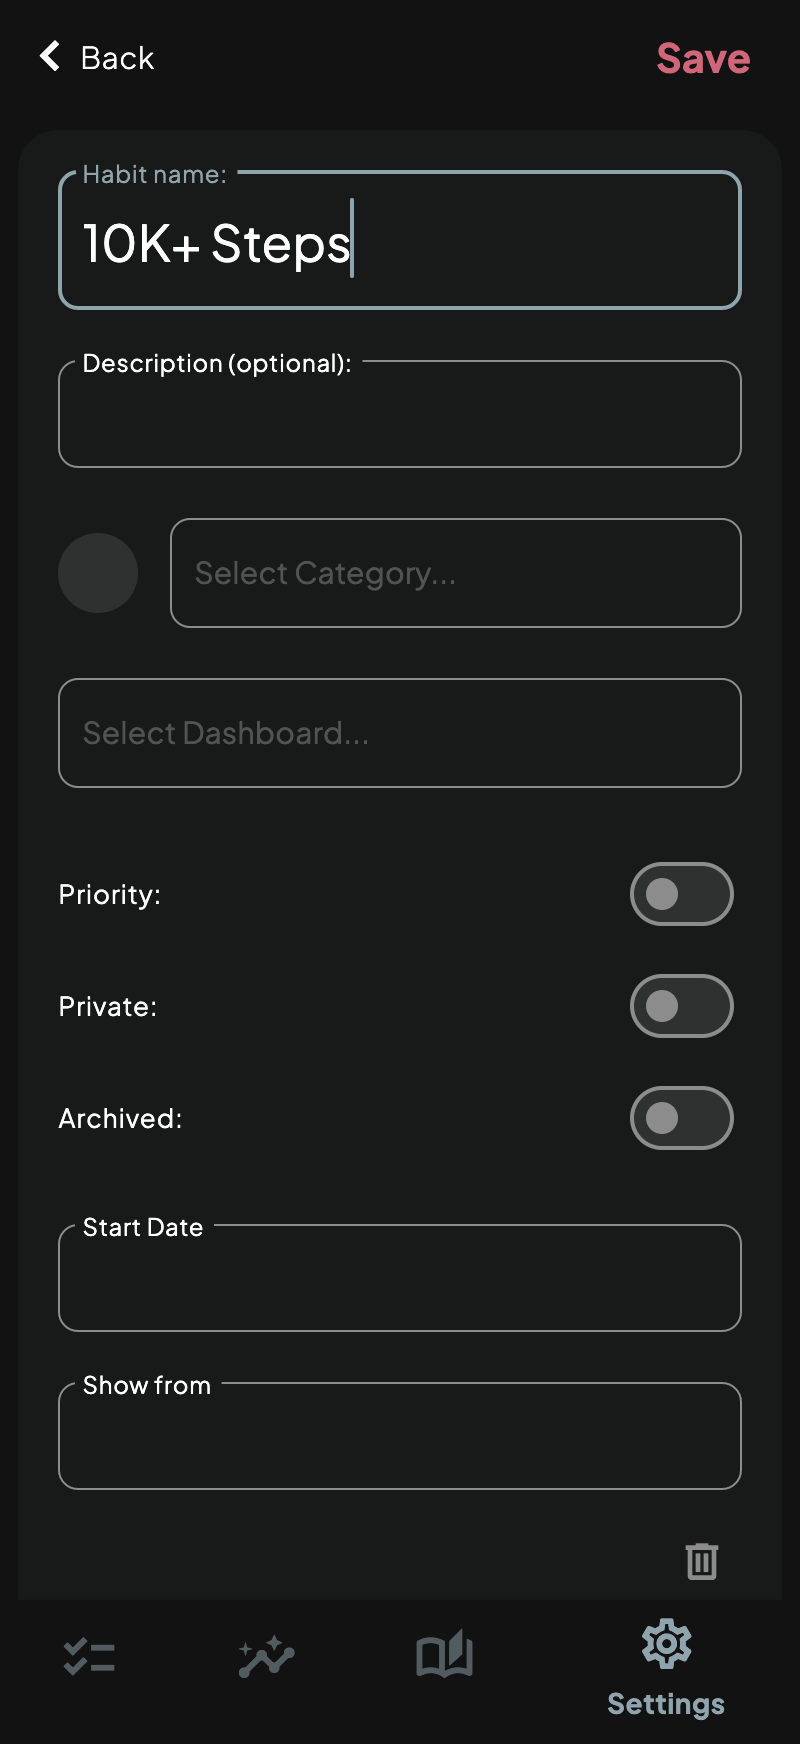 Back
Save
Habit name:
10K+ Steps
Description (optional):
Select Category...
Select Dashboard...
Priority:
Private:
Archived:
Start Date
Show from
Settings